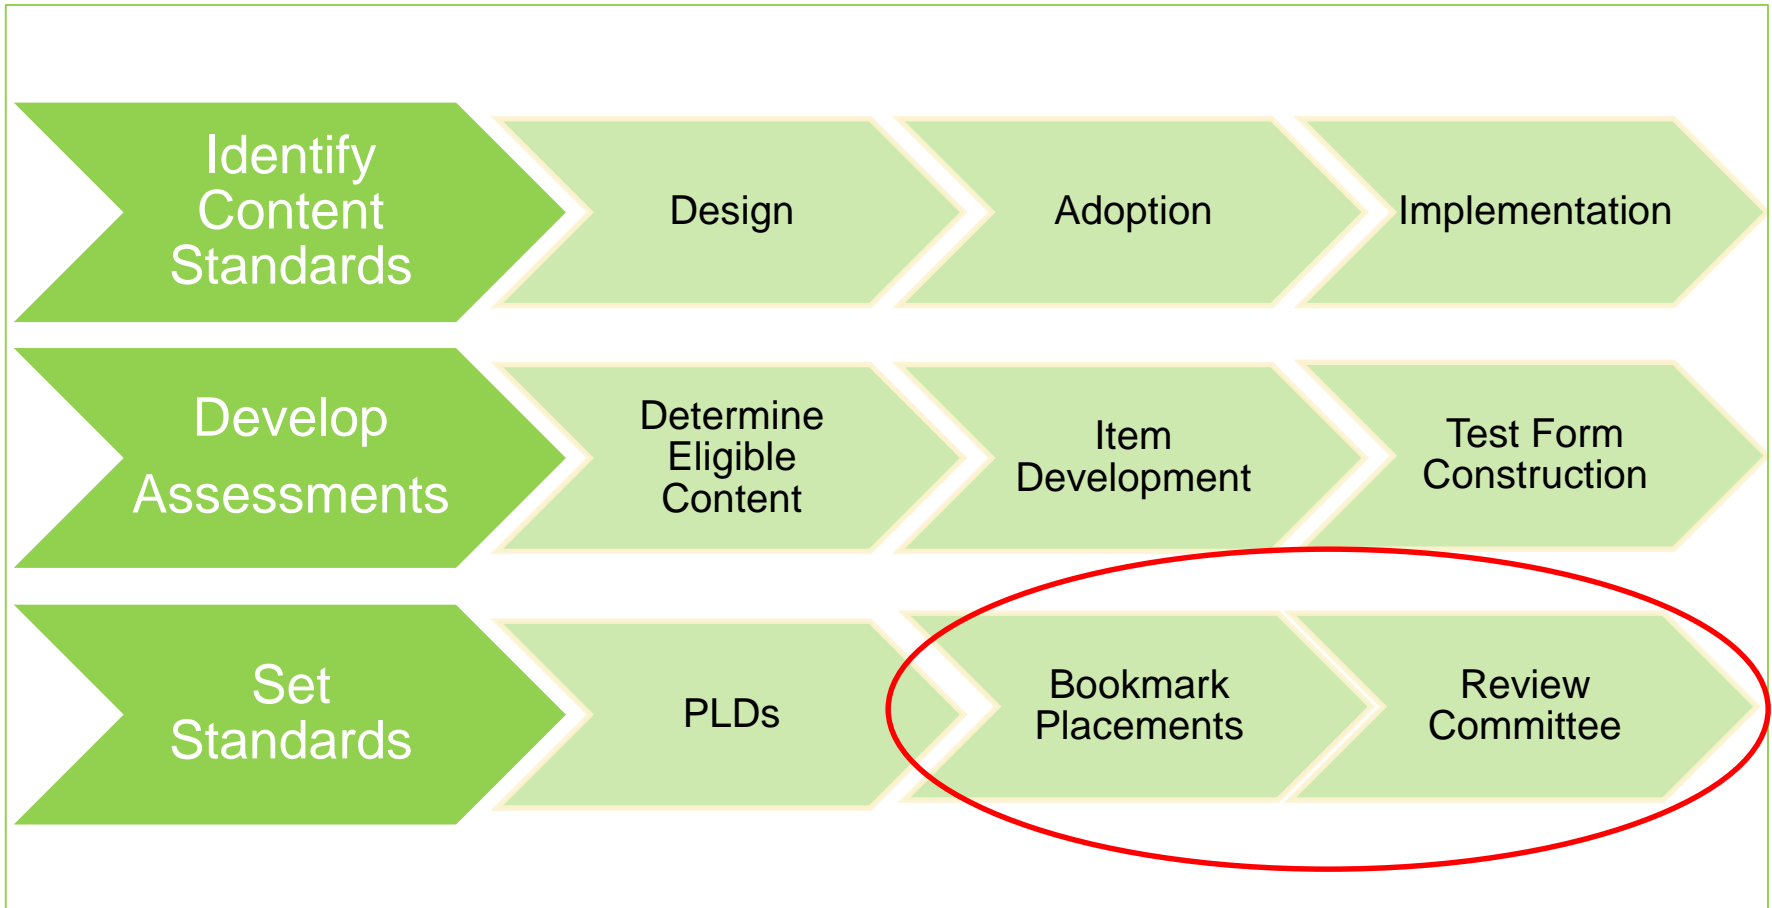 Identify
Content
Standards
Design
Adoption
Implementation
Develop
Assessments
Determine
Eligible
Content
Item
Development
Test Form
Construction
Set
Standards
PLDs
Bookmark
Placements
Review
Committee